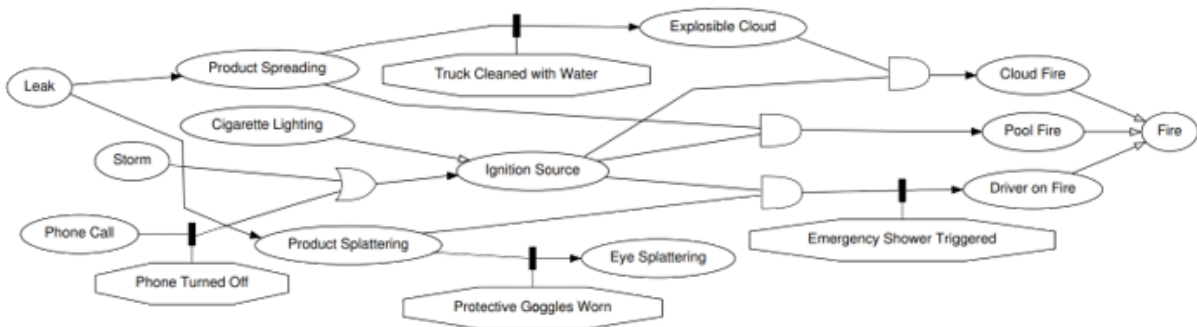 Explosible Cloud
Product Spreading
Truck Cleaned with Water
Cloud Fire
Leak
Cigarette Lighting
Pool Fire
Fire
Storm
Ignition Source
Driver on Fire
Phone Call
Product Splattering
Emergency Shower Triggered
Eye Splattering
Phone Turned Off
Protective Goggles Worn